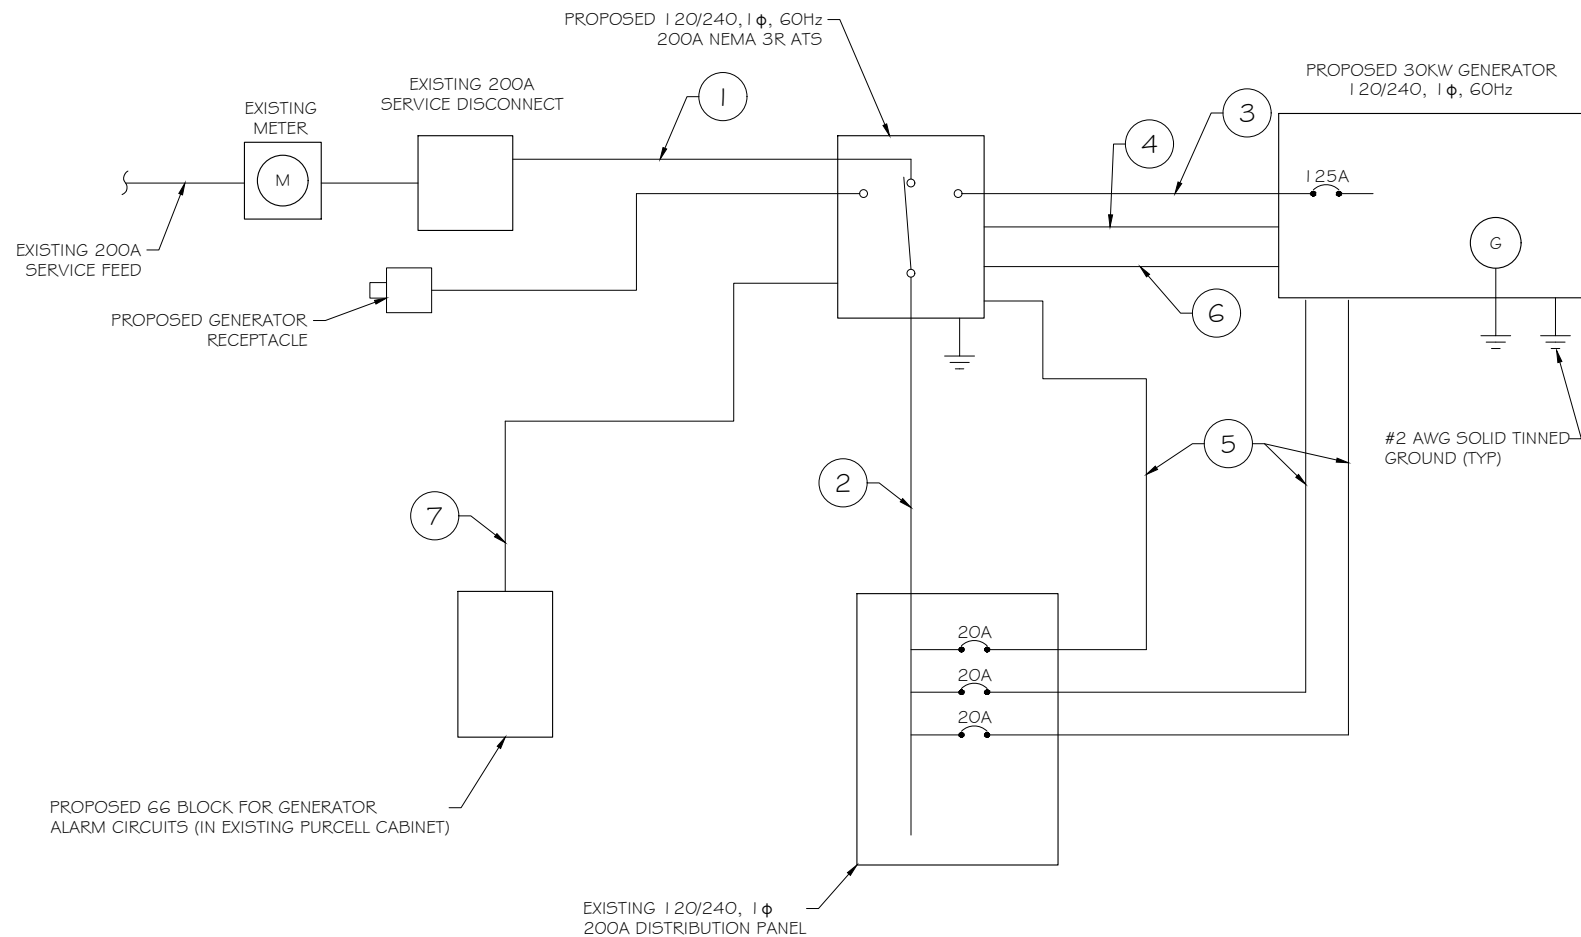 PROPOSED 120/240,1ϕ, 60Hz
200A NEMA 3R ATS
EXISTING 200A
SERVICE DISCONNECT
1
EXISTING
METER
M
PROPOSED 30KW GENERATOR
120/240, 1ϕ, 60Hz
3
4
125A
G
EXISTING 200A
SERVICE FEED
6
PROPOSED GENERATOR
RECEPTACLE
5
#2 AWG SOLID TINNED
GROUND (TYP)
2
7
20A
20A
20A
PROPOSED 66 BLOCK FOR GENERATOR
ALARM CIRCUITS (IN EXISTING PURCELL CABINET)
EXISTING 120/240, 1ϕ
200A DISTRIBUTION PANEL